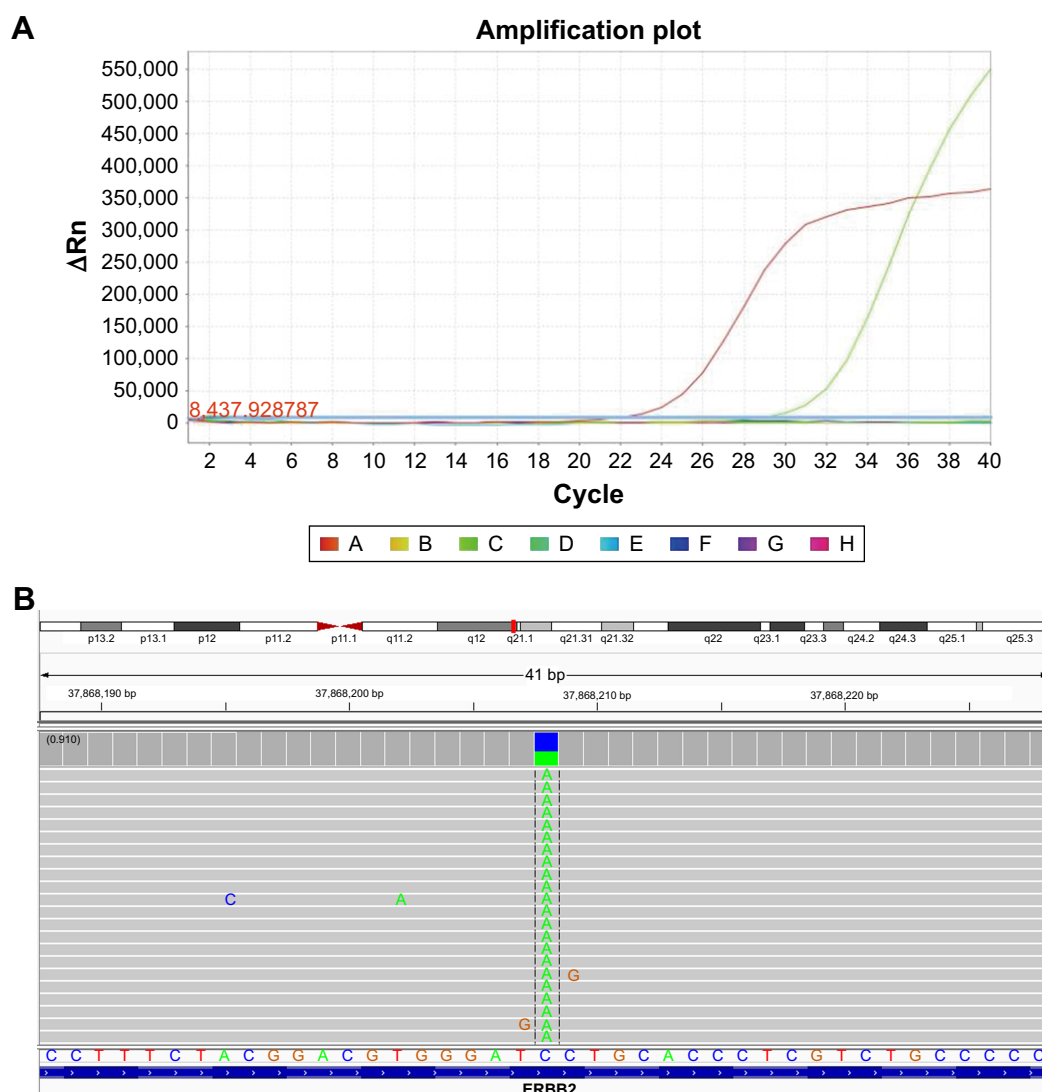 A
Amplification plot
550,000
500,000
450,000
400,000
350,000
300,000
250,000
200,000
150,000
100,000
50,000
0
ΔRn
8,437.928787
2 4 6 8 10 12 14 16 18 20 22 24 26 28 30 32 34 36 38 40
Cycle
A B C D E F G H
B
p13.2 p13.1 p12 p11.2 p11.1 q11.2 q12 q21.1 q21.31 q21.32 q22 q23.1 q23.3 q24.2 q24.3 q25.1 q25.3
41 bp
37,868,190 bp 37,868,200 bp 37,868,210 bp 37,868,220 bp
(0.910)
A
A
A
A
A
A
A
A
A
A
C A A
A
A
A
A
A
A G
A
A
A
G A
A
C C T T T C T A C G G A C G T G G G A T C C T G C A C C C T C G T C T G C C C C C
ERBB2